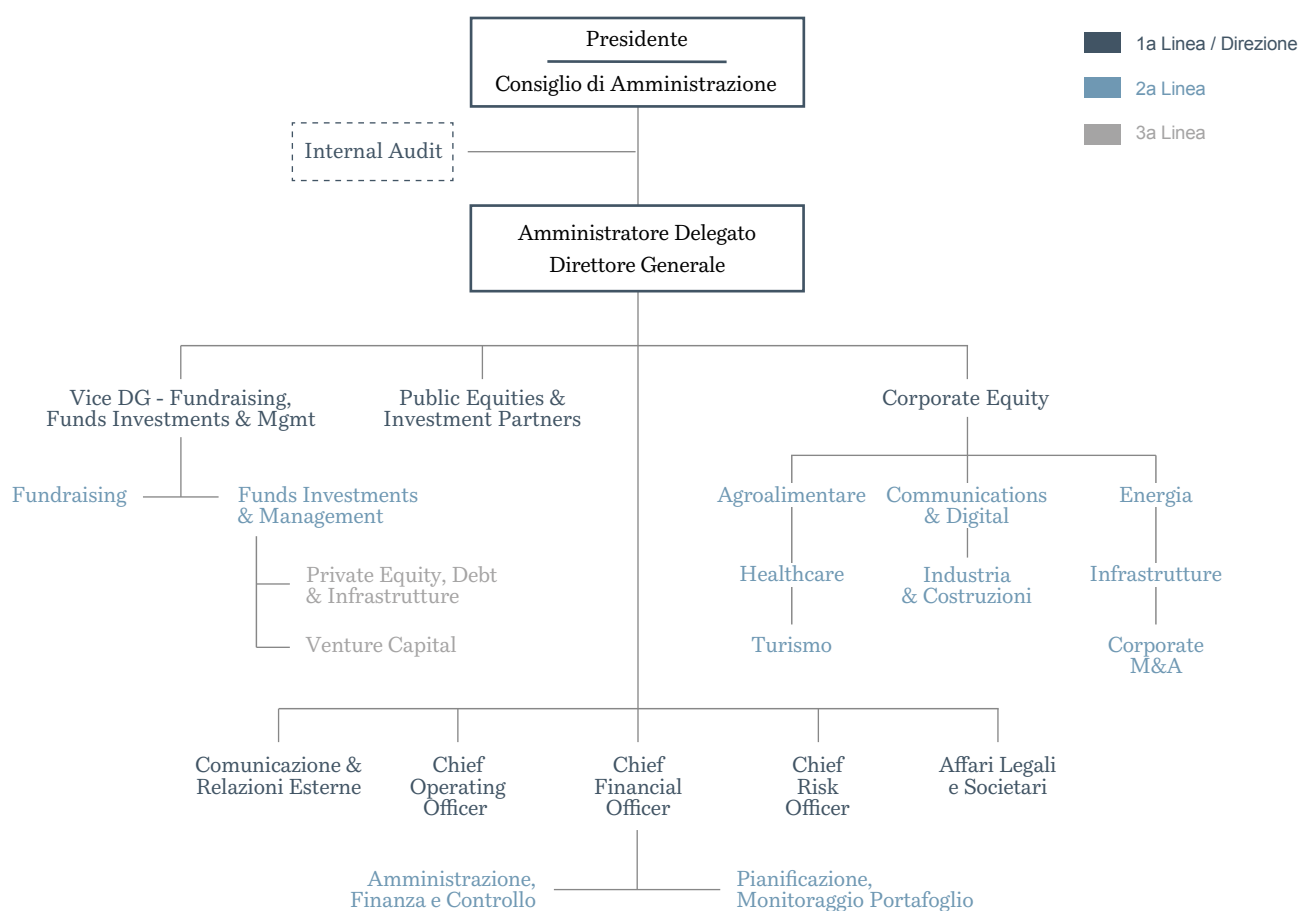 Presidente
Consiglio di Amministrazione
1a Linea / Direzione
2a Linea
3a Linea
Internal Audit
Amministratore Delegato
Direttore Generale
Vice DG - Fundraising,
Funds Investments & Mgmt
Public Equities &
Investment Partners
Corporate Equity
Fundraising
Funds Investments
& Management
Agroalimentare
Communications
& Digital
Energia
Private Equity, Debt
& Infrastrutture
Healthcare
Industria
& Costruzioni
Infrastrutture
Venture Capital
Turismo
Corporate
M&A
Comunicazione &
Relazioni Esterne
Chief
Operating
Officer
Chief
Financial
Officer
Chief
Risk
Officer
Affari Legali
e Societari
Amministrazione,
Finanza e Controllo
Pianificazione,
Monitoraggio Portafoglio